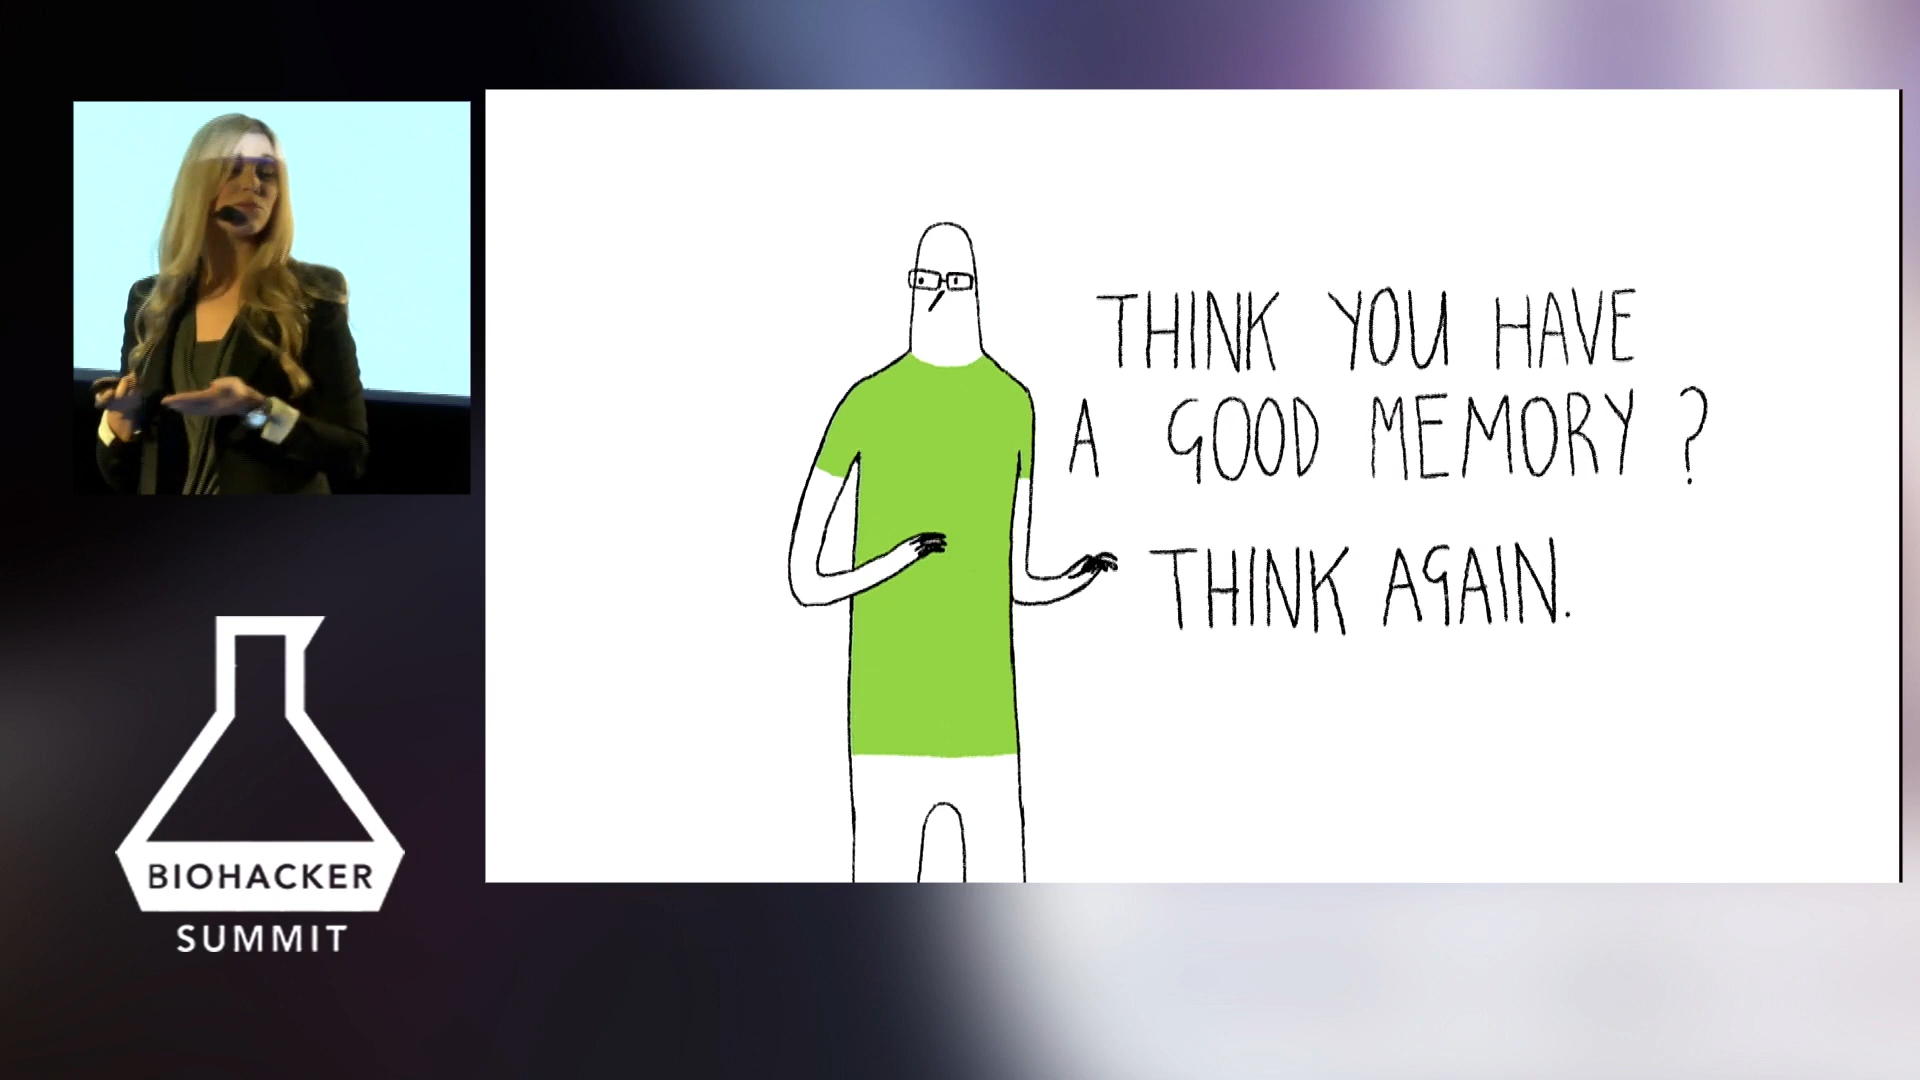 THINK YOU HAVE
A GOOD MEMORY ?
THINK AGAIN.
BIOHACKER
SUMMIT